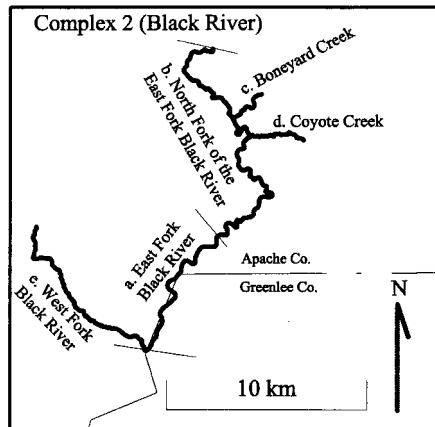 Complex 2 (Black River)
c. Boneyard Creek
d. Coyote Creek
b. North Fork of the
East Fork Black River
a. East Fork
Black River
Apache Co.
Greenlee Co.
c. West Fork
Black River
N
10 km